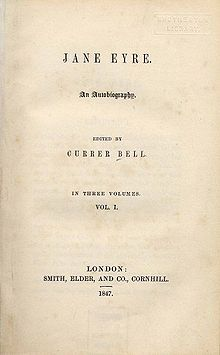 JANE EYRE.
An Autobiography.
EDITED BY
CURRER BELL.
IN THREE VOLUMES.
VOL. I.
LONDON:
SMITH, ELDER, AND CO., CORNHILL.
1847.